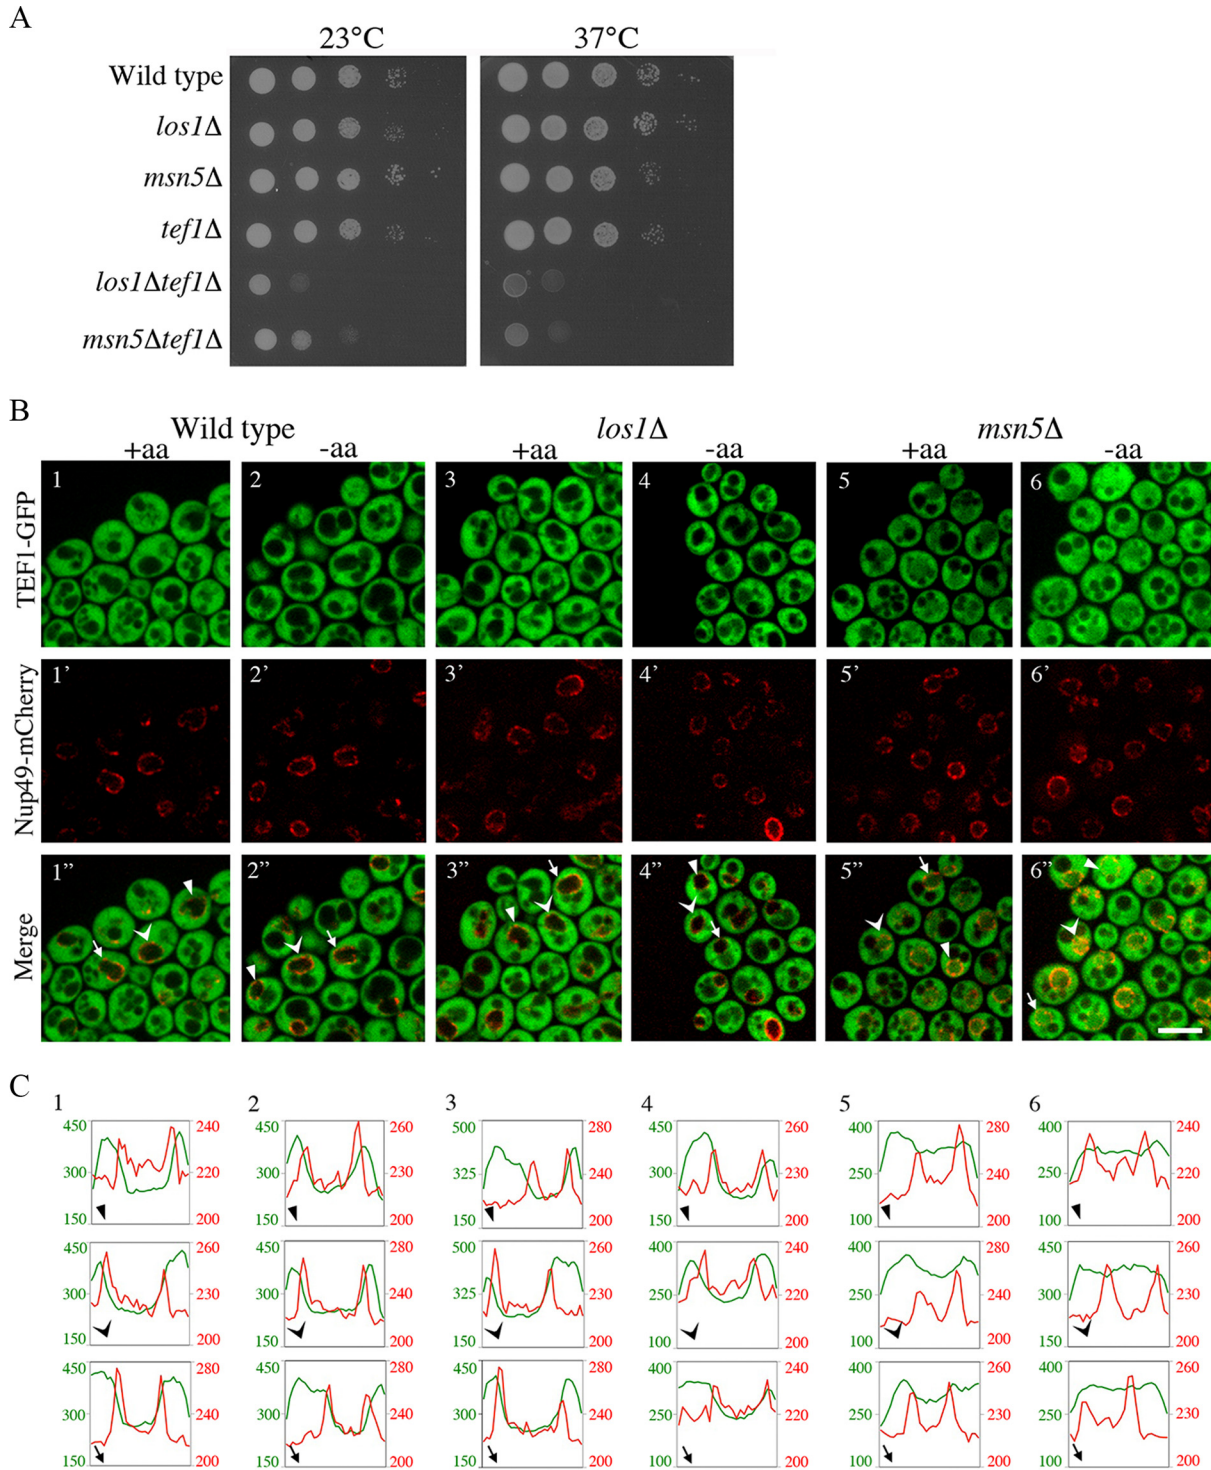 A
23°C 37°C
Wild type
los1Δ
msn5Δ
tef1Δ
los1Δtef1Δ
msn5Δtef1Δ
B
Wild type los1Δ msn5Δ
+aa -aa +aa -aa +aa -aa
TEF1-GFP
1 2 3 4 5 6
Nup49-mCherry
1’ 2’ 3’ 4’ 5’ 6’
Merge
1’’ 2’’ 3’’ 4’’ 5’’ 6’’
C
1 2 3 4 5 6
450 240 450 260 500 280 450 260 400 280 450 240
300 220 300 230 325 240 300 230 250 240 300 220
150 200 150 200 150 200 150 200 100 200 100 200
450 260 450 280 500 260 400 240 400 280 450 260
300 230 300 240 325 230 250 220 250 240 300 230
150 200 150 200 150 200 100 200 100 200 150 200
450 280 450 280 450 280 400 240 400 260 400 260
300 240 300 240 300 240 250 220 250 230 250 230
150 200 150 200 150 200 100 200 100 200 100 200